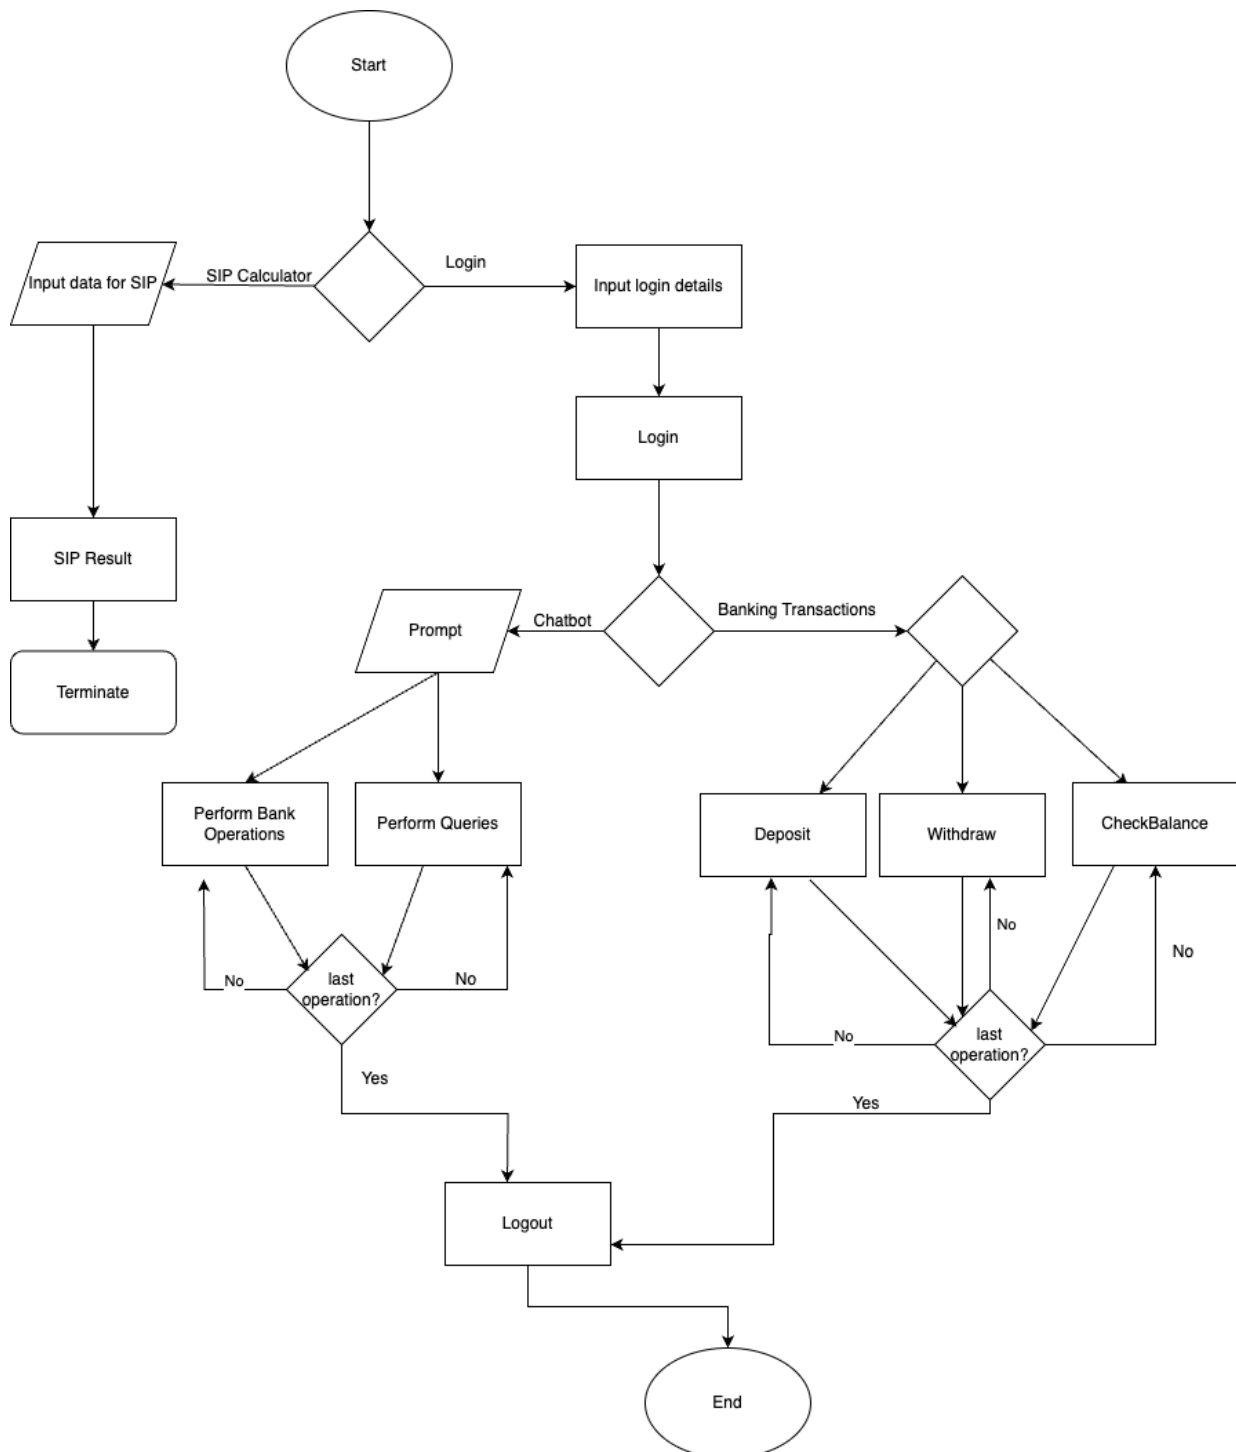 Start
SIP Calculator
Login
Input data for SIP
Input login details
Login
SIP Result
Chatbot
Banking Transactions
Prompt
Terminate
Perform Bank
Operations
Perform Queries
Deposit
Withdraw
CheckBalance
No
No
last
operation?
No
No
last
operation?
No
Yes
Yes
Logout
End